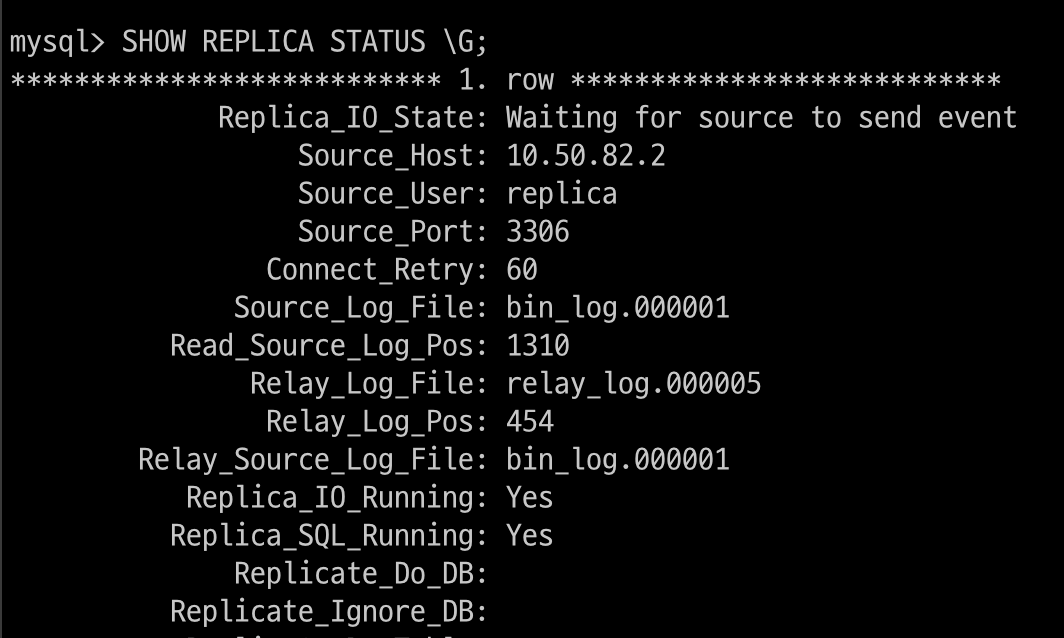 mysql> SHOW REPLICA STATUS \G;
*************************** 1. row ***************************
Replica_IO_State: Waiting for source to send event
Source_Host: 10.50.82.2
Source_User: replica
Source_Port: 3306
Connect_Retry: 60
Source_Log_File: bin_log.000001
Read_Source_Log_Pos: 1310
Relay_Log_File: relay_log.000005
Relay_Log_Pos: 454
Relay_Source_Log_File: bin_log.000001
Replica_IO_Running: Yes
Replica_SQL_Running: Yes
Replicate_Do_DB:
Replicate_Ignore_DB: